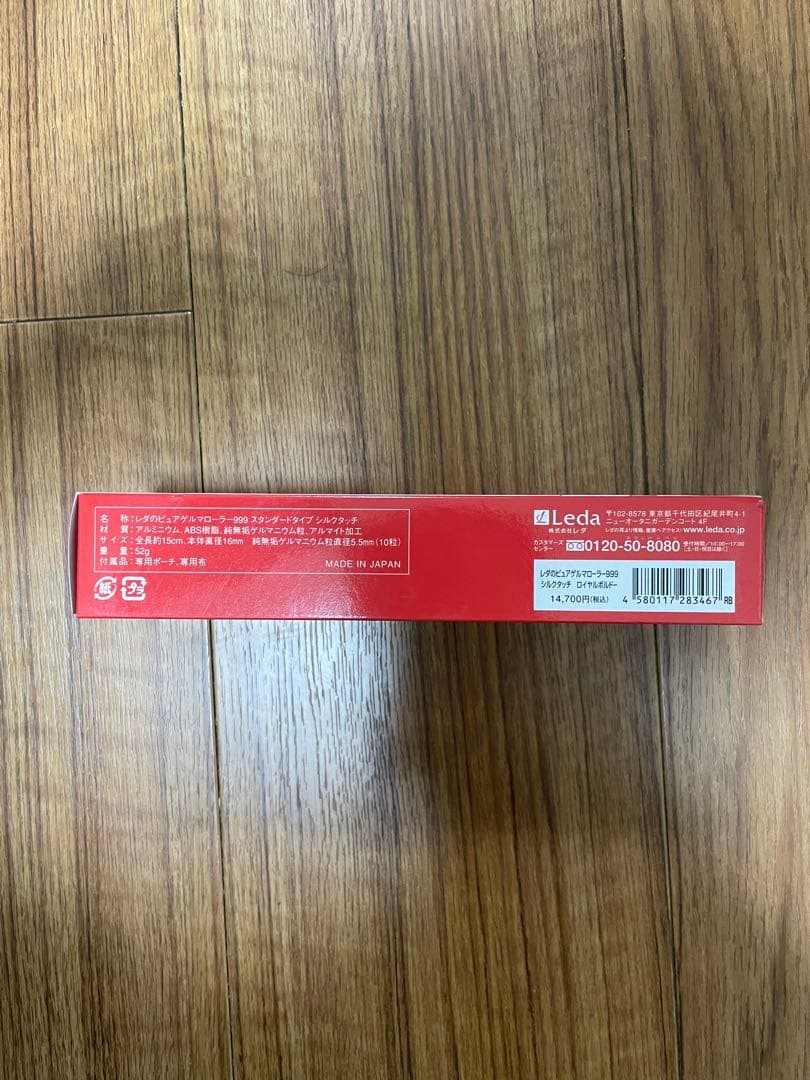 名 称:レダのピュアゲルマローラー999 スタンダードタイプ シルクタッチ
材 質:アルミニウム、ABS樹脂、純無垢ゲルマニウム粒、アルマイト加工
サイズ:全長約15cm、本体直径16mm 純無垢ゲルマニウム粒直径5.5mm(10粒)
重 量:52g
付属品:専用ポーチ、専用布
MADE IN JAPAN
紙
プラ
Leda
株式会社レダ
〒102-8578 東京都千代田区紀尾井町4-1
ニューオータニガーデンコート 4F
www.leda.co.jp
カスタマーズ
センター
0120-50-8080
レダのピュアゲルマローラー999
シルクタッチ ロイヤルボルドー
14,700円(税込)
4 580117 283467 RB